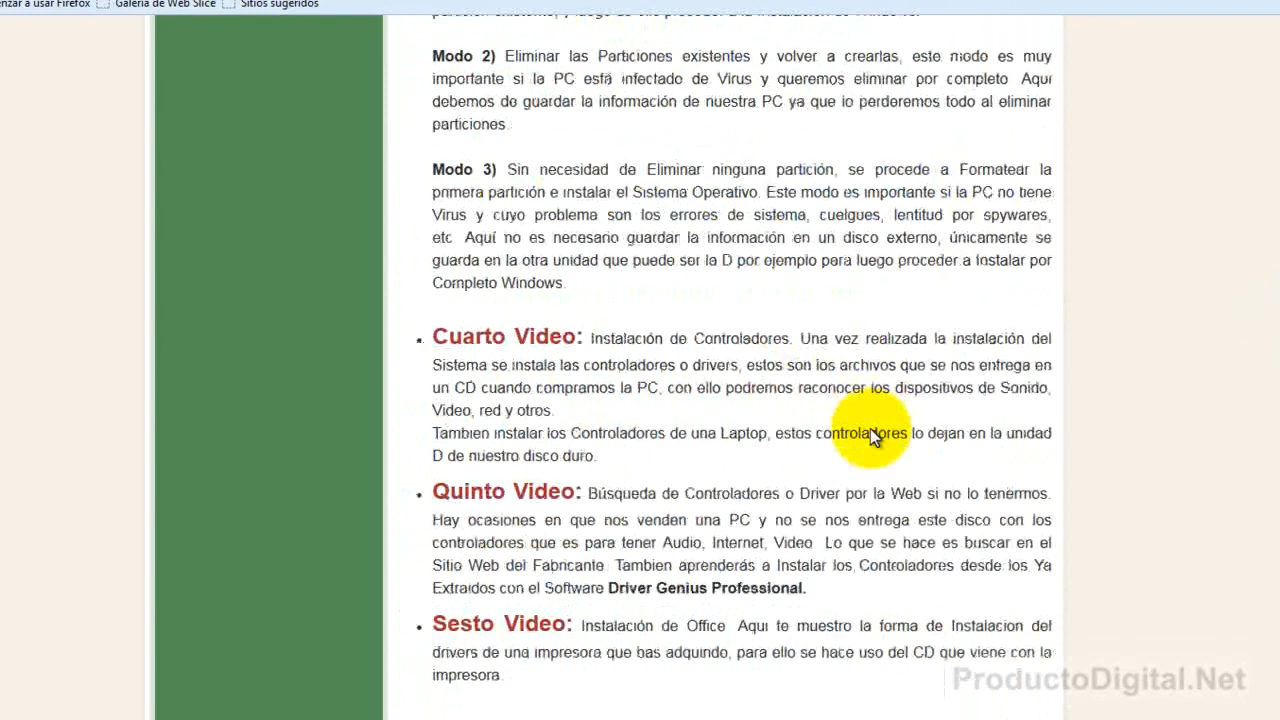 nzar a usar Firefox Galería de Web Slice Sitios sugeridos
Modo 2) Eliminar las Particiones existentes y volver a crearlas, este modo es muy
importante si la PC está infectado de Virus y queremos eliminar por completo Aqui
debemos de guardar la información de nuestra PC ya que lo perderemos todo al eliminar
particiones.
Modo 3) Sin necesidad de Eliminar ninguna partición, se procede a Formatear la
primera partición e instalar el Sistema Operativo. Este modo es importante si la PC no tiene
Virus y cuyo problema son los errores de sistema, cuelgues, lentitud por spywares,
etc Aquí no es necesario guardar la información en un disco externo, únicamente se
guarda en la otra unidad que puede ser la D por ejemplo para luego proceder a Instalar por
Completo Windows.
Cuarto Video: Instalación de Controladores. Una vez realizada la instalación del
Sistema se instala las controladores o drivers, estos son los archivos que se nos entrega en
un CD cuando compramos la PC, con ello podremos reconocer los dispositivos de Sonido,
Video, red y otros.
Tambien instalar los Controladores de una Laptop, estos controladores lo dejan en la unidad
D de nuestro disco duro.
Quinto Video: Búsqueda de Controladores o Driver por la Web si no lo tenermos.
Hay ocasiones en que nos venden una PC y no se nos entrega este disco con los
controladores que es para tener Audio, Internet, Video Lo que se hace es buscar en el
Sitio Web del Fabricante. Tambien aprenderás a Instalar los Controladores desde los Ya
Extraidos con el Software Driver Genius Professional.
Sesto Video: Instalación de Office Aqui te muestro la forma de Instalacion del
drivers de una impresora que bas adquindo, para ello se hace uso del CD que viene con la
impresora.
ProductoDigital.Net